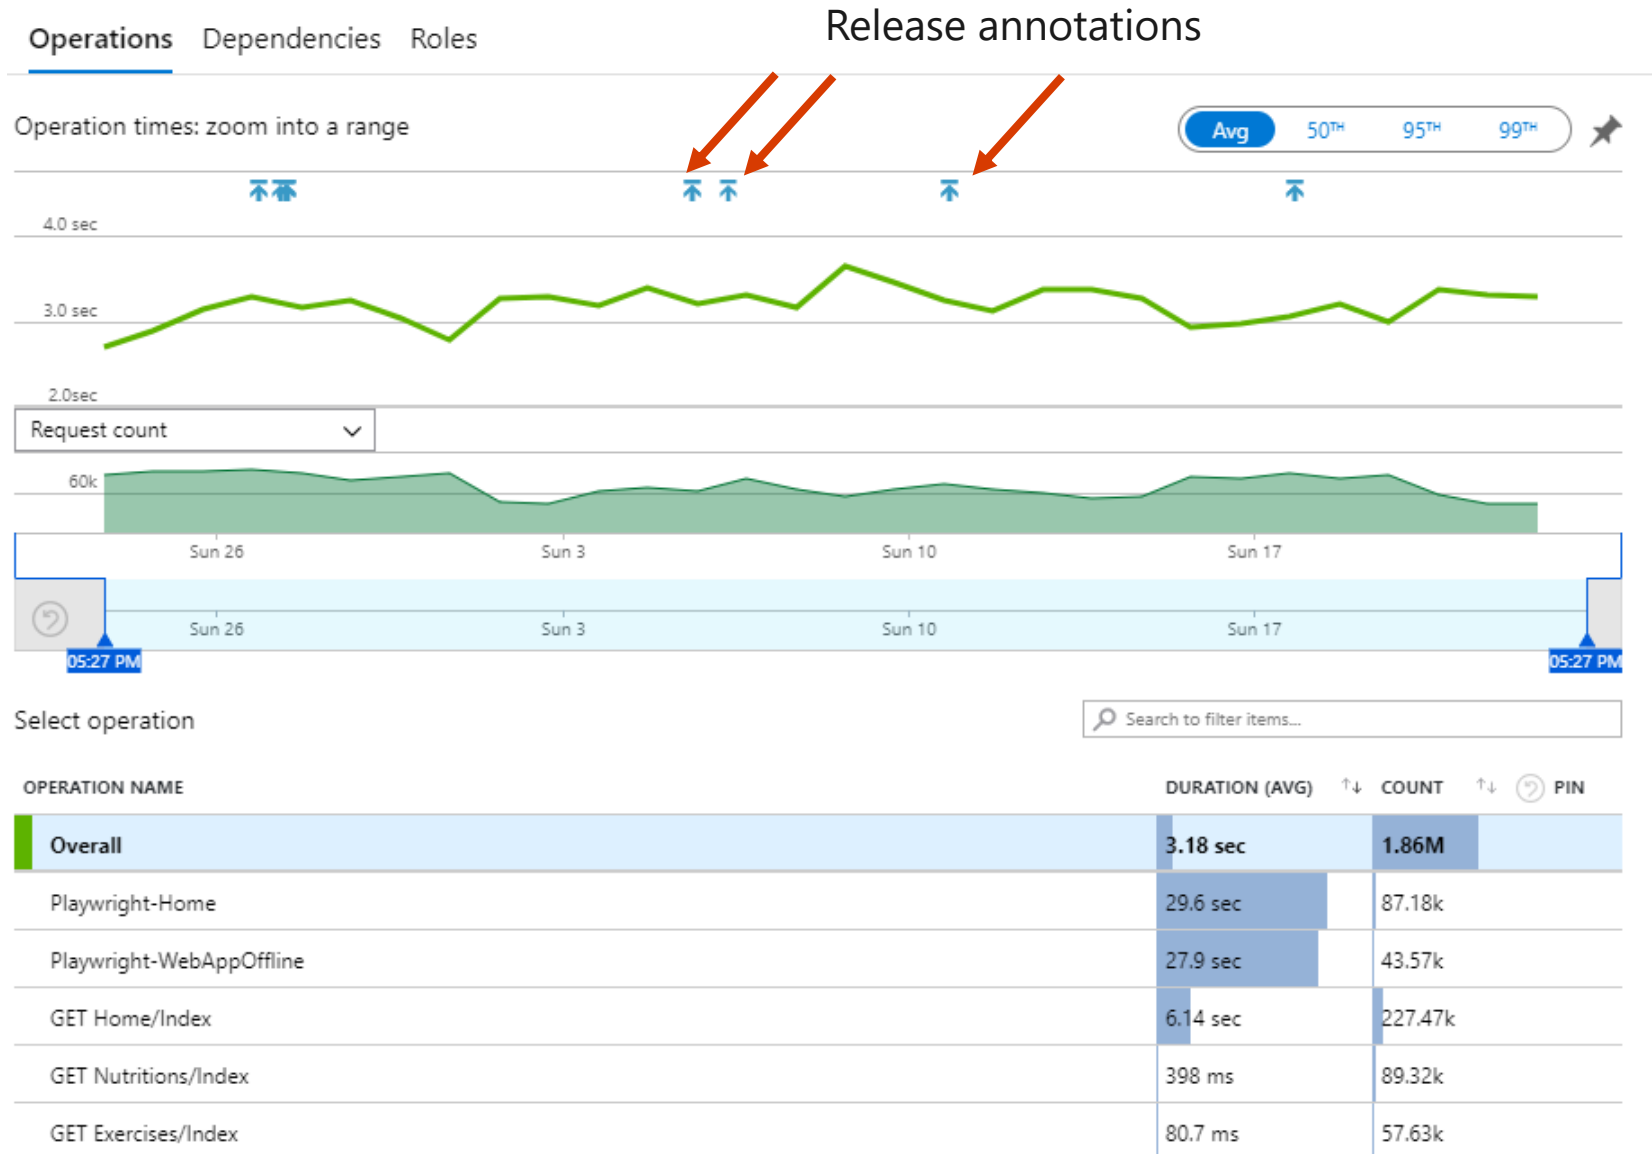 Release annotations
Operations Dependencies Roles
Operation times: zoom into a range
Avg 50TH 95TH 99TH
4.0 sec
3.0 sec
2.0sec
Request count
60k
Sun 26 Sun 3 Sun 10 Sun 17
Sun 26 Sun 3 Sun 10 Sun 17
05:27 PM 05:27 PM
Select operation Search to filter items...
OPERATION NAME DURATION (AVG) COUNT PIN
Overall 3.18 sec 1.86M
Playwright-Home 29.6 sec 87.18k
Playwright-WebAppOffline 27.9 sec 43.57k
GET Home/Index 6.14 sec 227.47k
GET Nutritions/Index 398 ms 89.32k
GET Exercises/Index 80.7 ms 57.63k